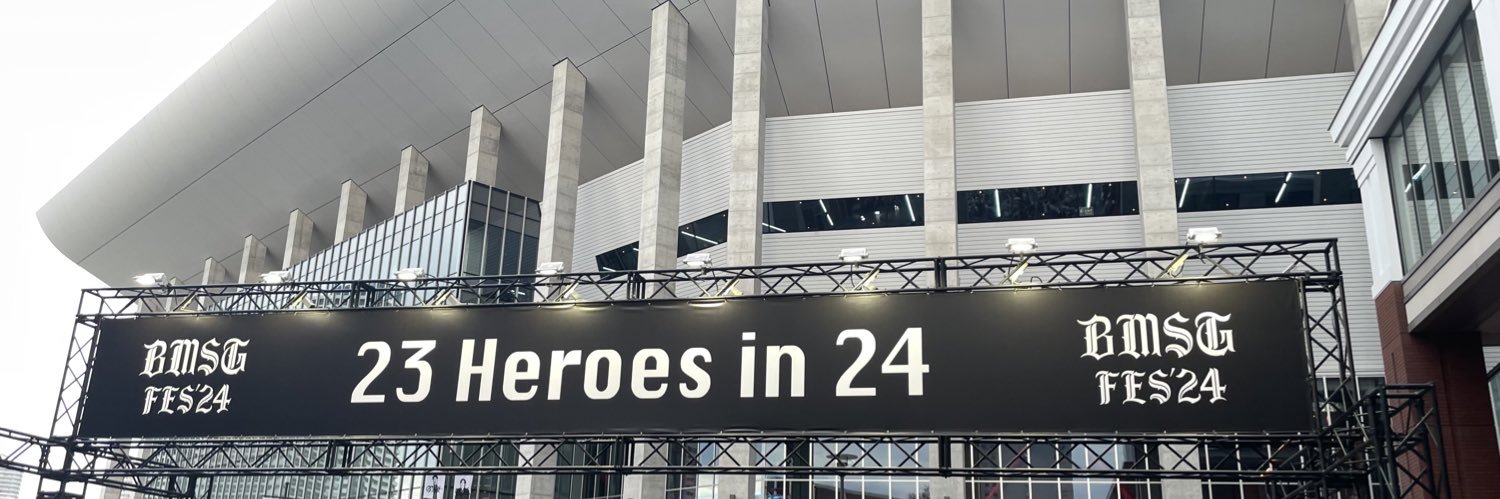 BMSG
FES'24
23 Heroes in 24
BMSG
FES'24